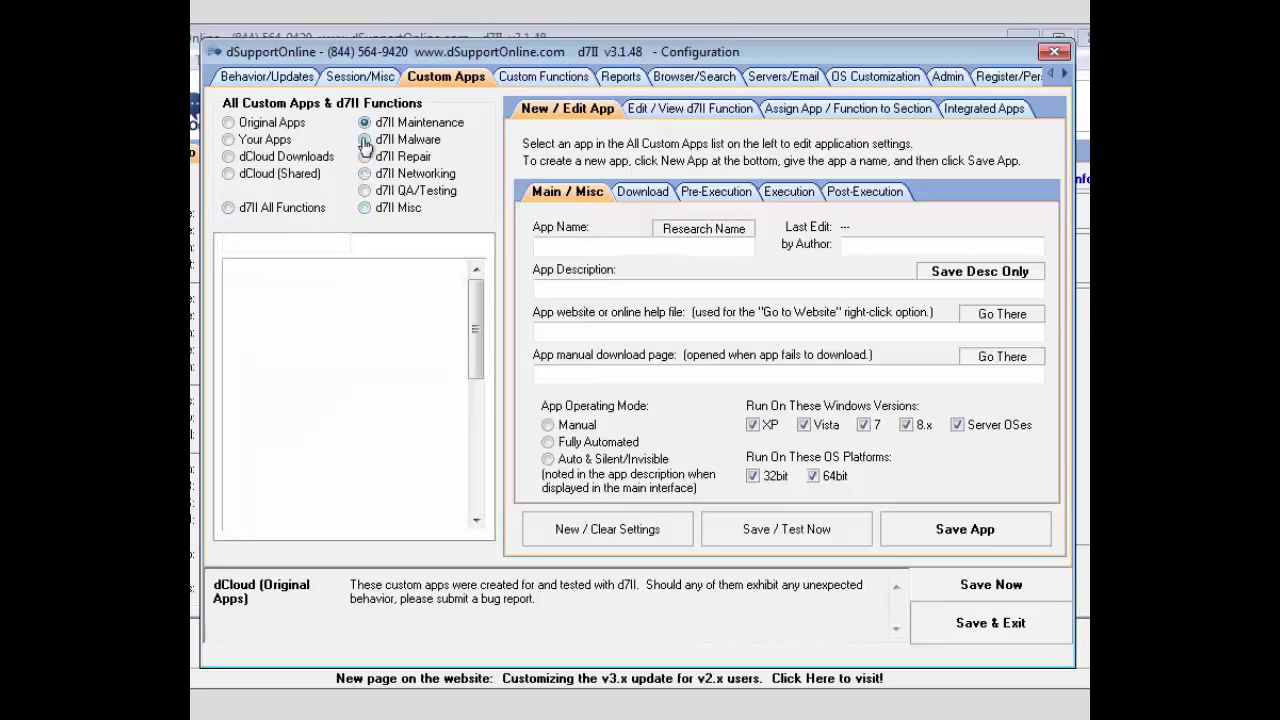 dSupportOnline - (844) 564-9420 www.dSupportOnline.com d7II v3.1.48 - Configuration
Behavior/Updates Session/Misc Custom Apps Custom Functions Reports Browser/Search Servers/Email OS Customization Admin Register/Per
All Custom Apps & d7II Functions
Original Apps d7II Maintenance
Your Apps d7II Malware
dCloud Downloads d7II Repair
dCloud (Shared) d7II Networking
d7II QA/Testing
d7II All Functions d7II Misc
New / Edit App Edit / View d7II Function Assign App / Function to Section Integrated Apps
Select an app in the All Custom Apps list on the left to edit application settings.
To create a new app, click New App at the bottom, give the app a name, and then click Save App.
Main / Misc Download Pre-Execution Execution Post-Execution
App Name: Research Name Last Edit: ---
by Author:
App Description: Save Desc Only
App website or online help file: (used for the "Go to Website" right-click option.) Go There
App manual download page: (opened when app fails to download.) Go There
App Operating Mode: Run On These Windows Versions:
Manual XP Vista 7 8.x Server OSes
Fully Automated
Auto & Silent/Invisible Run On These OS Platforms:
(noted in the app description when 32bit 64bit
displayed in the main interface)
New / Clear Settings Save / Test Now Save App
dCloud (Original These custom apps were created for and tested with d7II. Should any of them exhibit any unexpected Save Now
Apps) behavior, please submit a bug report.
Save & Exit
New page on the website: Customizing the v3.x update for v2.x users. Click Here to visit!